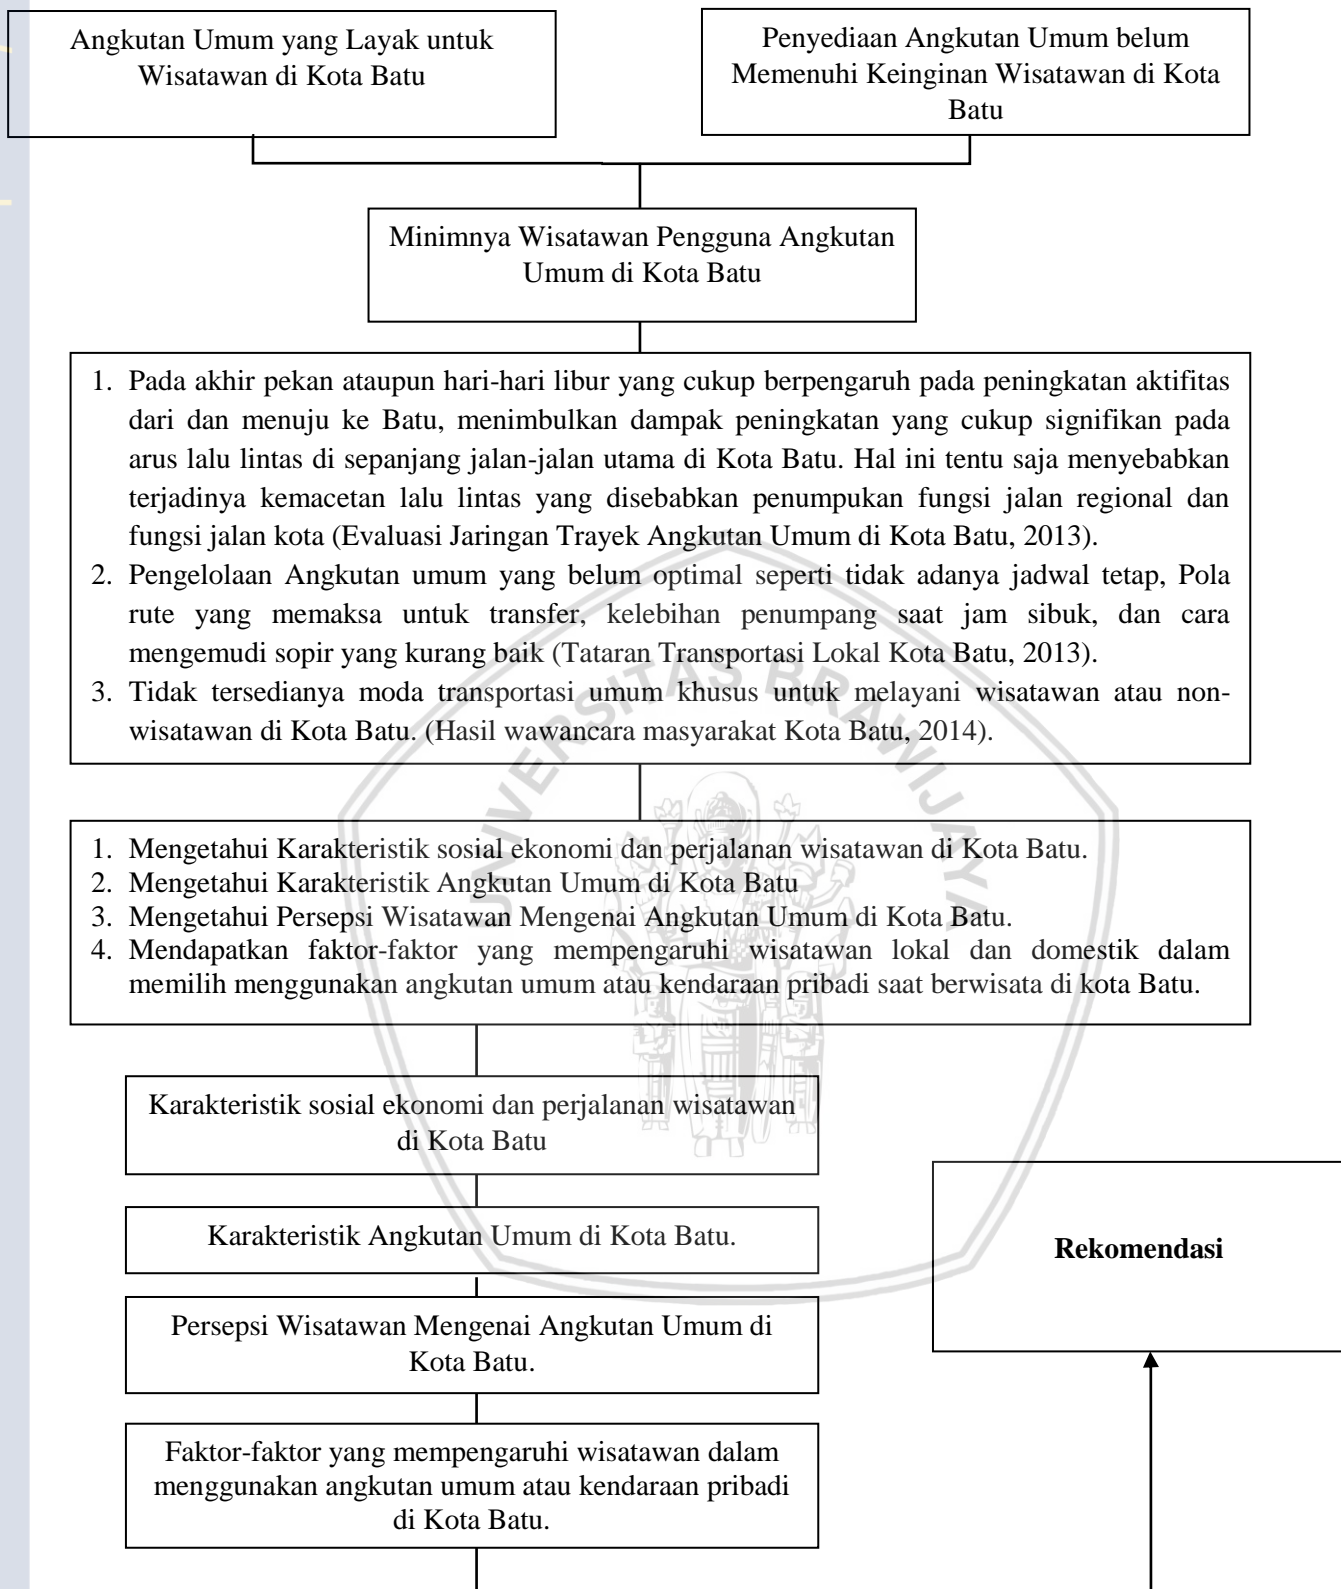 Angkutan Umum yang Layak untuk
Wisatawan di Kota Batu
Penyediaan Angkutan Umum belum
Memenuhi Keinginan Wisatawan di Kota
Batu
Minimnya Wisatawan Pengguna Angkutan
Umum di Kota Batu
1. Pada akhir pekan ataupun hari-hari libur yang cukup berpengaruh pada peningkatan aktifitas
dari dan menuju ke Batu, menimbulkan dampak peningkatan yang cukup signifikan pada
arus lalu lintas di sepanjang jalan-jalan utama di Kota Batu. Hal ini tentu saja menyebabkan
terjadinya kemacetan lalu lintas yang disebabkan penumpukan fungsi jalan regional dan
fungsi jalan kota (Evaluasi Jaringan Trayek Angkutan Umum di Kota Batu, 2013).
2. Pengelolaan Angkutan umum yang belum optimal seperti tidak adanya jadwal tetap, Pola
rute yang memaksa untuk transfer, kelebihan penumpang saat jam sibuk, dan cara
mengemudi sopir yang kurang baik (Tataran Transportasi Lokal Kota Batu, 2013).
3. Tidak tersedianya moda transportasi umum khusus untuk melayani wisatawan atau non-
wisatawan di Kota Batu. (Hasil wawancara masyarakat Kota Batu, 2014).
UNIVERSITAS BRAWIJAYA
1. Mengetahui Karakteristik sosial ekonomi dan perjalanan wisatawan di Kota Batu.
2. Mengetahui Karakteristik Angkutan Umum di Kota Batu
3. Mengetahui Persepsi Wisatawan Mengenai Angkutan Umum di Kota Batu.
4. Mendapatkan faktor-faktor yang mempengaruhi wisatawan lokal dan domestik dalam
memilih menggunakan angkutan umum atau kendaraan pribadi saat berwisata di kota Batu.
Karakteristik sosial ekonomi dan perjalanan wisatawan
di Kota Batu
Karakteristik Angkutan Umum di Kota Batu.
Rekomendasi
Persepsi Wisatawan Mengenai Angkutan Umum di
Kota Batu.
Faktor-faktor yang mempengaruhi wisatawan dalam
menggunakan angkutan umum atau kendaraan pribadi
di Kota Batu.